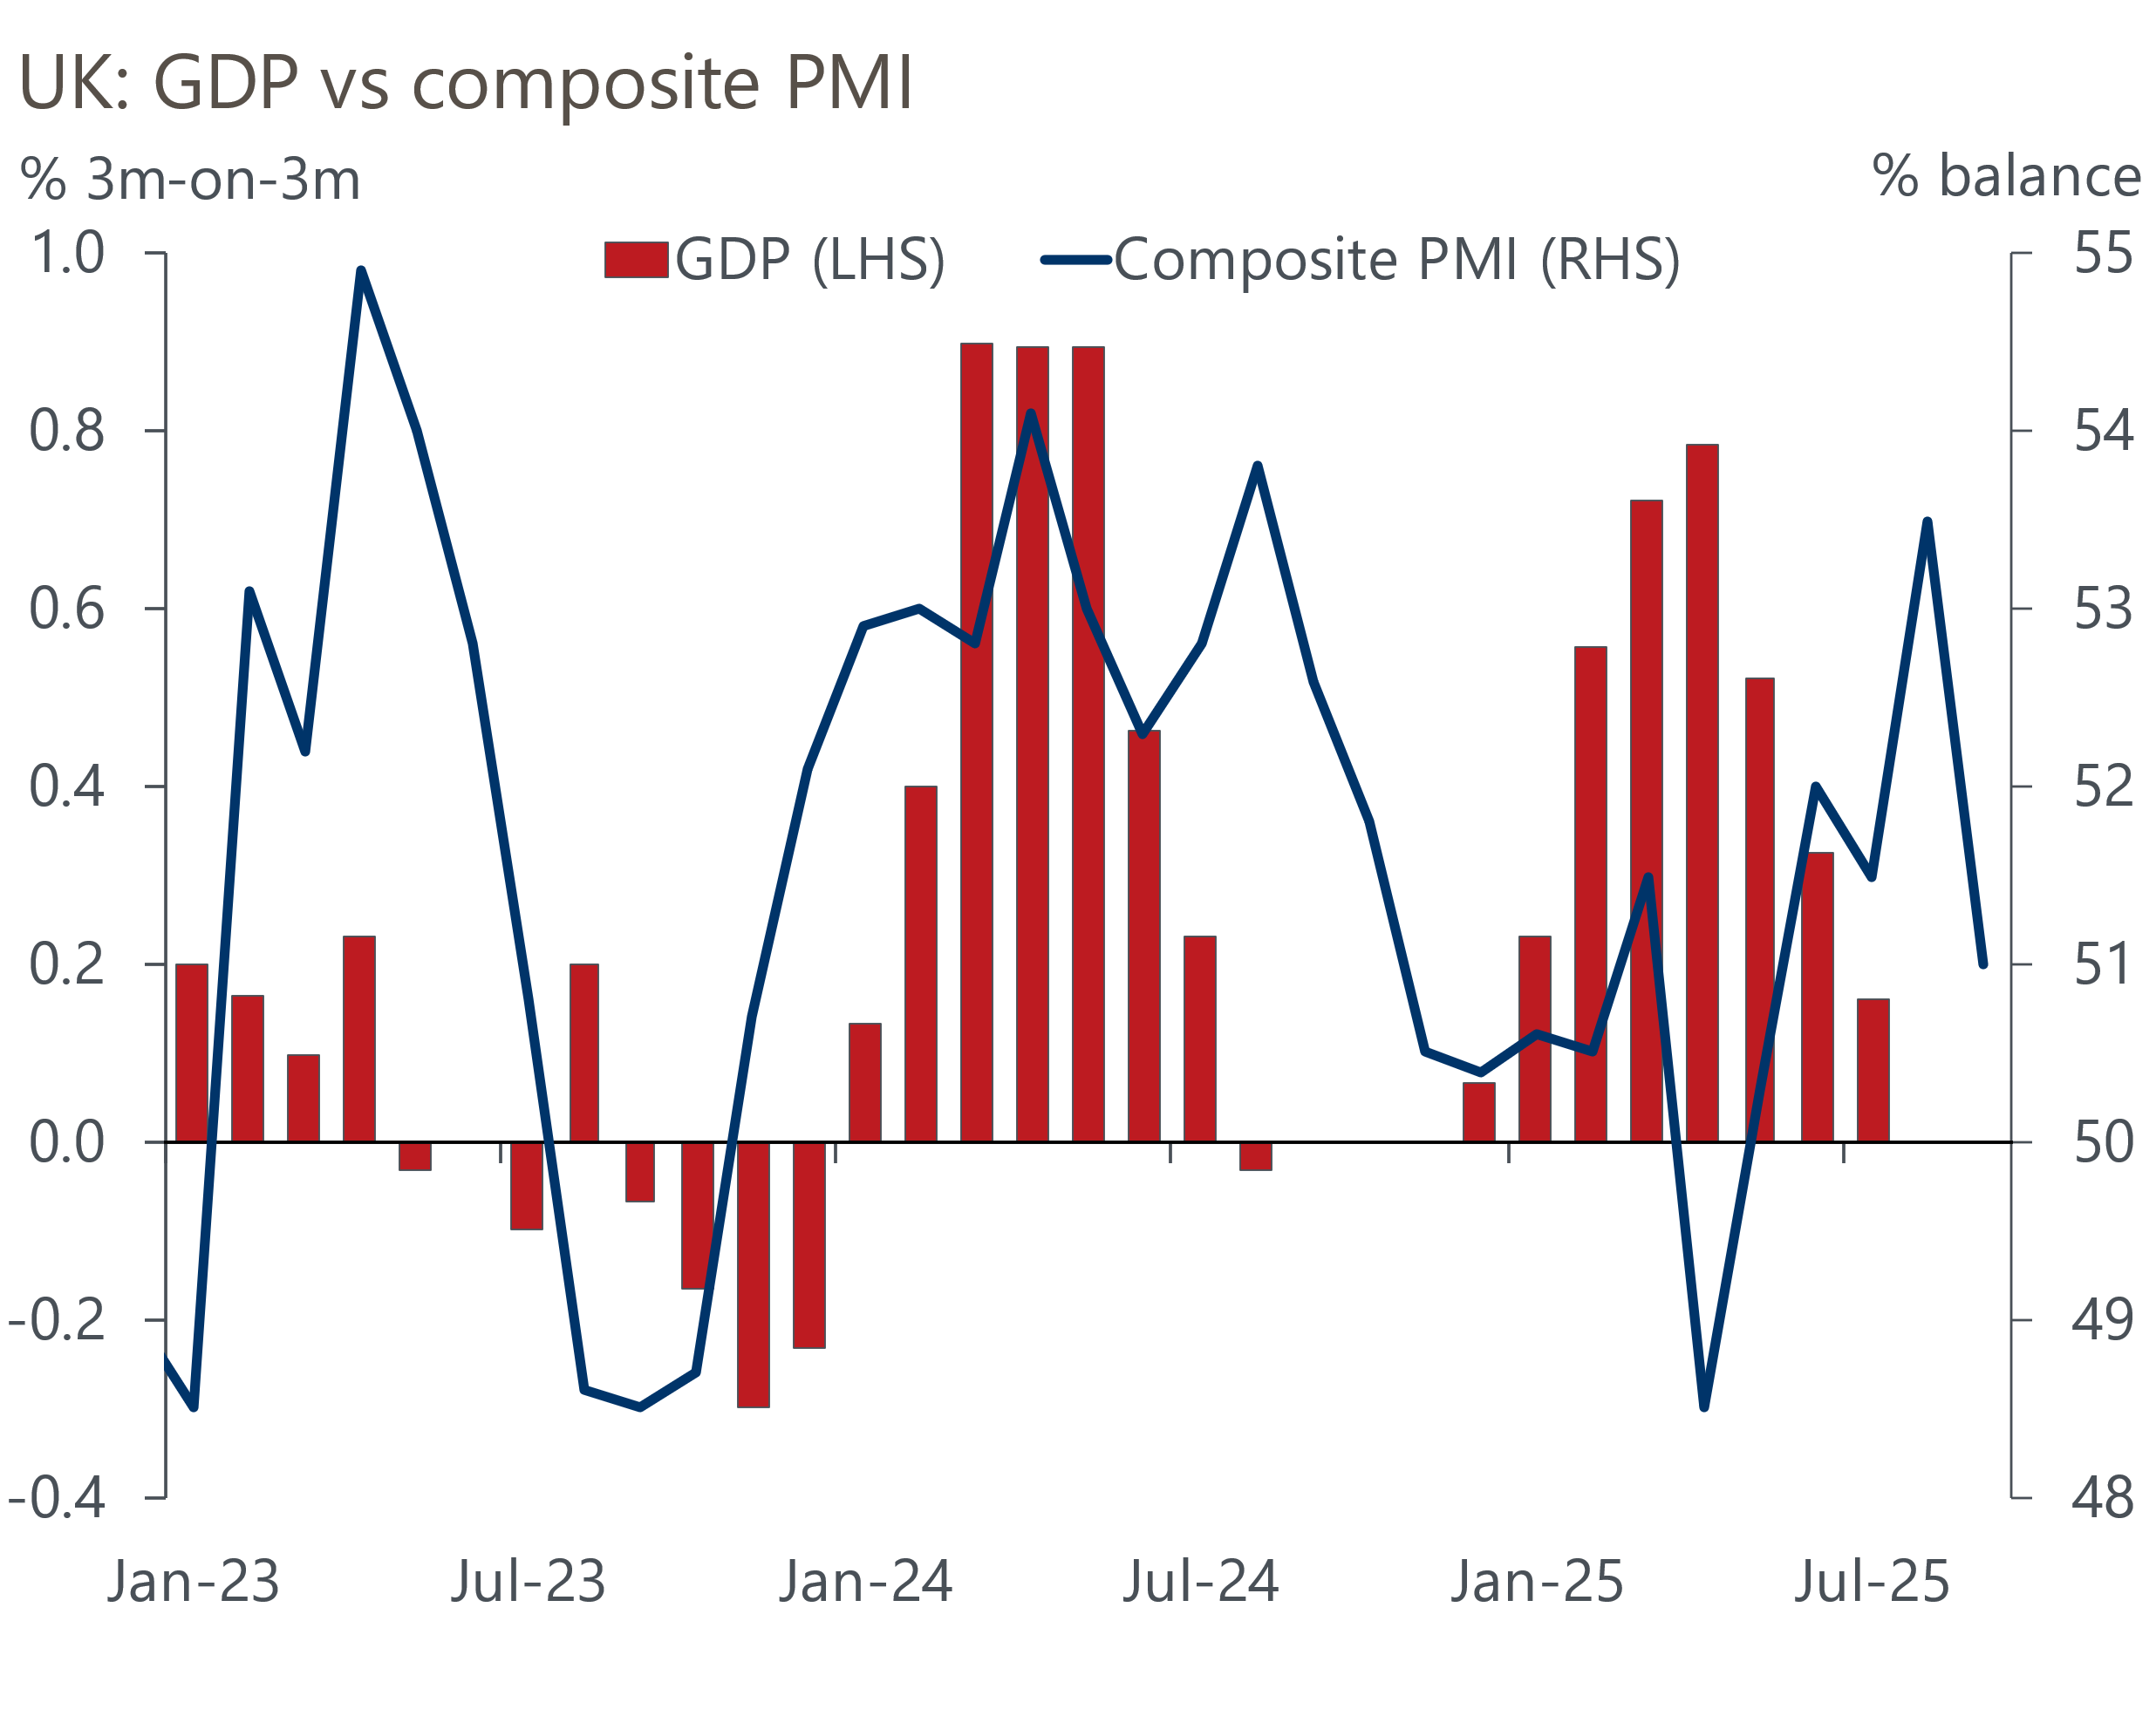 UK: GDP vs composite PMI
% 3m-on-3m
% balance
GDP (LHS)
Composite PMI (RHS)
1.0
0.8
0.6
0.4
0.2
0.0
-0.2
-0.4
55
54
53
52
51
50
49
48
Jan-23
Jul-23
Jan-24
Jul-24
Jan-25
Jul-25